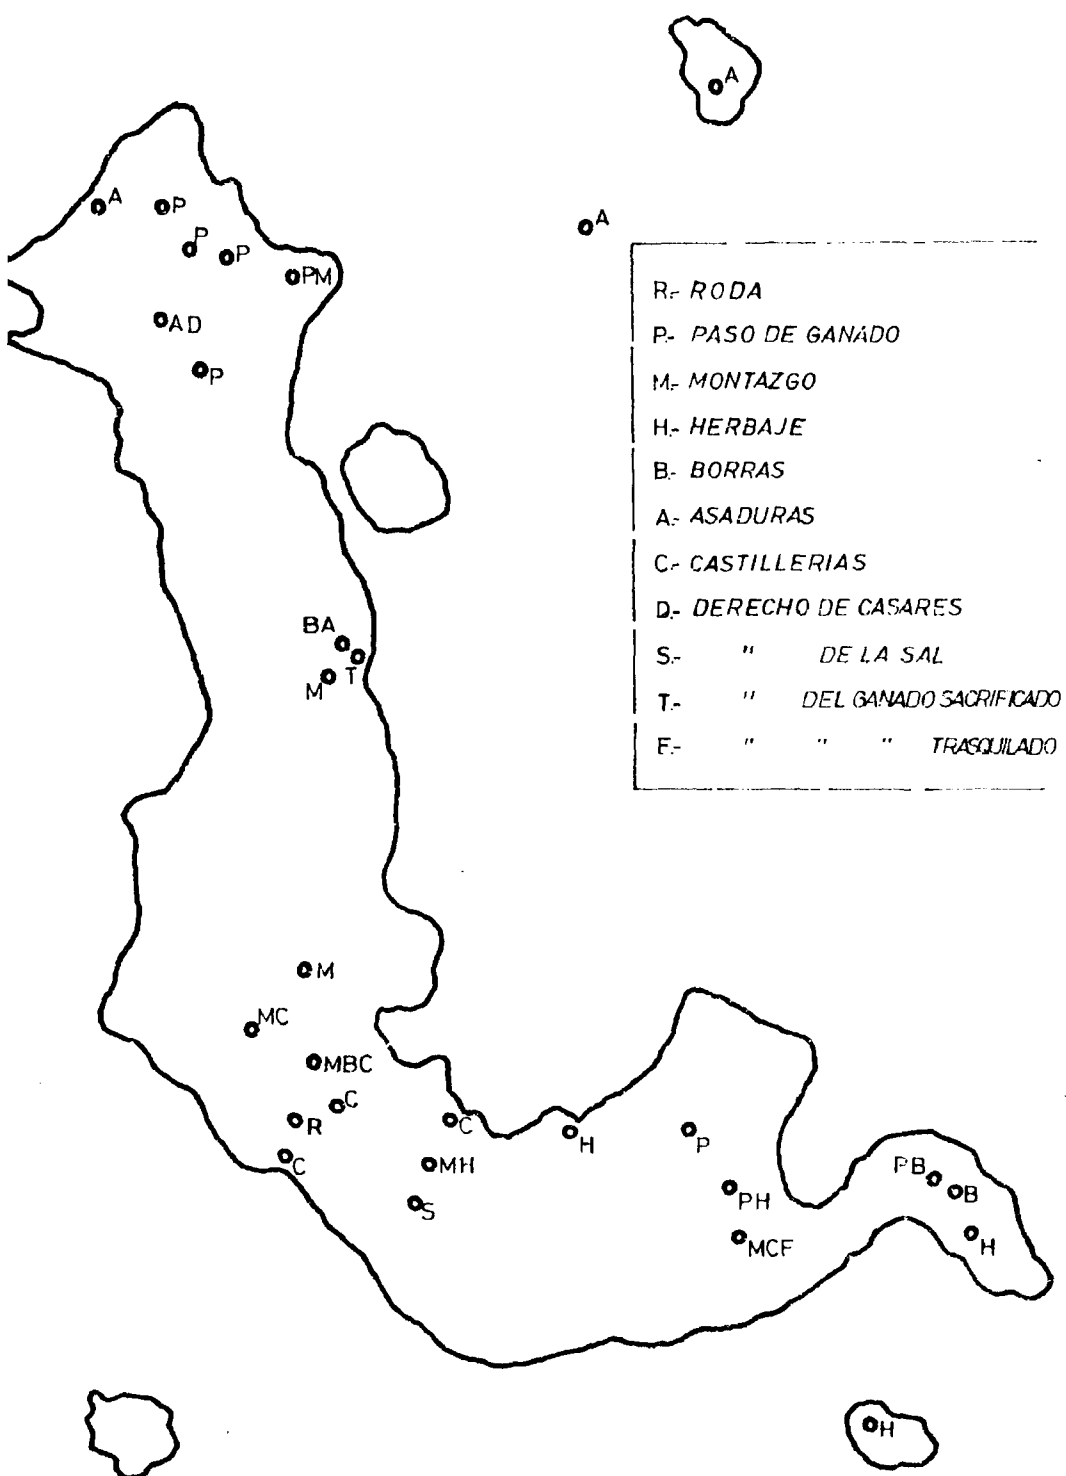 A
A
A
P
P
P
PM
AD
P
R.- RODA
P.- PASO DE GANADO
M.- MONTAZGO
H.- HERBAJE
B.- BORRAS
A.- ASADURAS
C.- CASTILLERIAS
D.- DERECHO DE CASARES
S.- " DE LA SAL
T.- " DEL GANADO SACRIFICADO
F.- " " " TRASQUILADO
BA
T
M
M
MC
MBC
C
R
C
C
H
P
MH
PB
B
PH
S
H
MCF
H